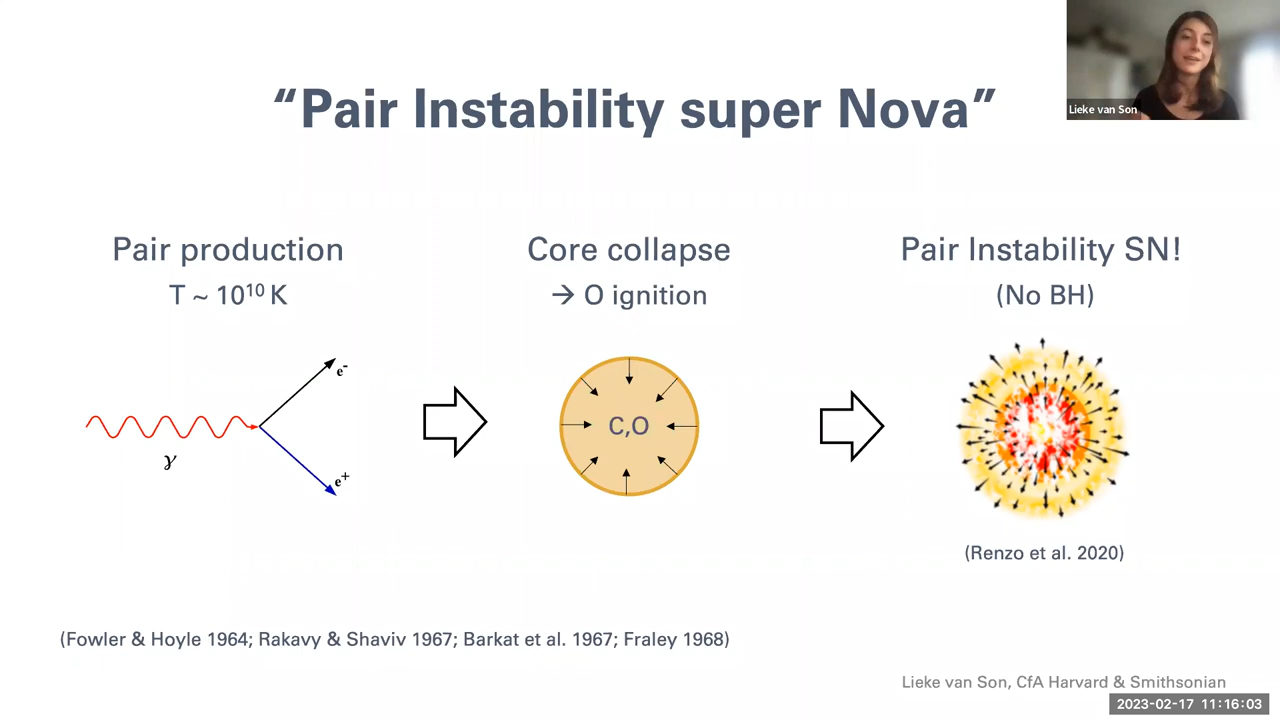 Lieke van Son
“Pair Instability super Nova”
Pair production
T ~ 10¹⁰ K
γ
e⁻
e⁺
Core collapse
→ O ignition
C,O
Pair Instability SN!
(No BH)
(Renzo et al. 2020)
(Fowler & Hoyle 1964; Rakavy & Shaviv 1967; Barkat et al. 1967; Fraley 1968)
Lieke van Son, CfA Harvard & Smithsonian
2023-02-17 11:16:03